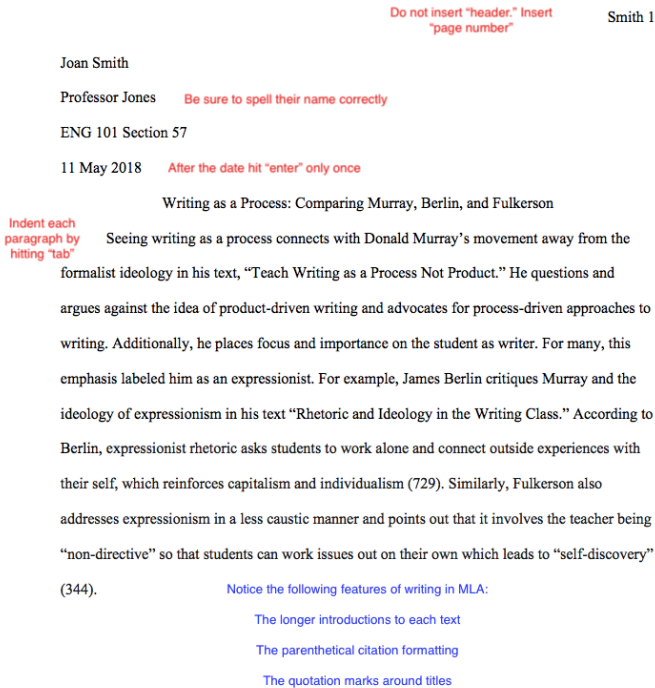 Do not insert “header.” Insert
“page number”
Smith 1
Joan Smith
Professor Jones
Be sure to spell their name correctly
ENG 101 Section 57
11 May 2018
After the date hit “enter” only once
Writing as a Process: Comparing Murray, Berlin, and Fulkerson
Indent each
paragraph by
hitting “tab”
Seeing writing as a process connects with Donald Murray’s movement away from the
formalist ideology in his text, “Teach Writing as a Process Not Product.” He questions and
argues against the idea of product-driven writing and advocates for process-driven approaches to
writing. Additionally, he places focus and importance on the student as writer. For many, this
emphasis labeled him as an expressionist. For example, James Berlin critiques Murray and the
ideology of expressionism in his text “Rhetoric and Ideology in the Writing Class.” According to
Berlin, expressionist rhetoric asks students to work alone and connect outside experiences with
their self, which reinforces capitalism and individualism (729). Similarly, Fulkerson also
addresses expressionism in a less caustic manner and points out that it involves the teacher being
“non-directive” so that students can work issues out on their own which leads to “self-discovery”
(344).
Notice the following features of writing in MLA:
The longer introductions to each text
The parenthetical citation formatting
The quotation marks around titles